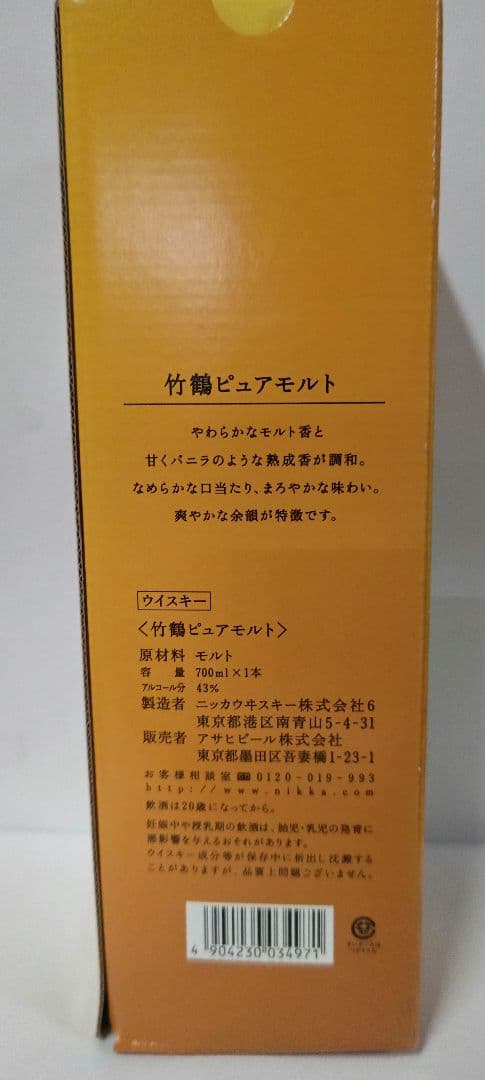 竹鶴ピュアモルト
やわらかなモルト香と
甘くバニラのような熟成香が調和。
なめらかな口当たり、まろやかな味わい。
爽やかな余韻が特徴です。
ウイスキー
〈竹鶴ピュアモルト〉
原材料 モルト
容量 700ml×1本
アルコール分 43%
製造者 ニッカウヰスキー株式会社6
東京都港区南青山5-4-31
販売者 アサヒビール株式会社
東京都墨田区吾妻橋1-23-1
お客様相談室 0120-019-993
http://www.nikka.com
飲酒は20歳になってから。
妊娠中や授乳期の飲酒は、胎児・乳児の発育に
悪影響を与えるおそれがあります。
ウイスキー成分等が保存中に析出し沈澱する
ことがありますが、品質上問題ございません。
4 904230 034971